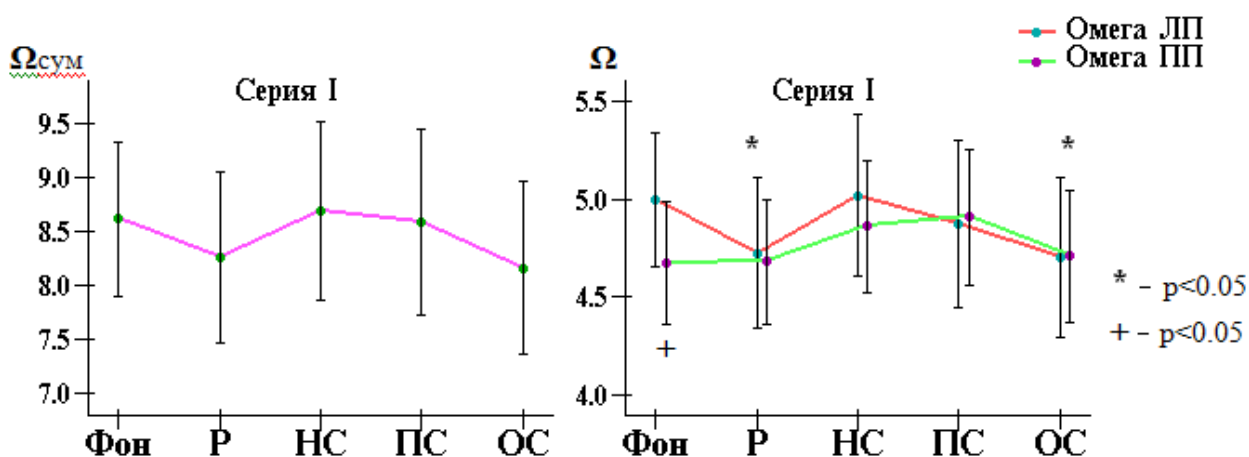 Омега ЛП
Омега ПП
Ωсум
Серия I
9.5
9.0
8.5
8.0
7.5
7.0
Фон Р НС ПС ОС
Ω
Серия I
5.5
5.0
4.5
4.0
*
*
+
Фон Р НС ПС ОС
* – p<0.05
+ – p<0.05